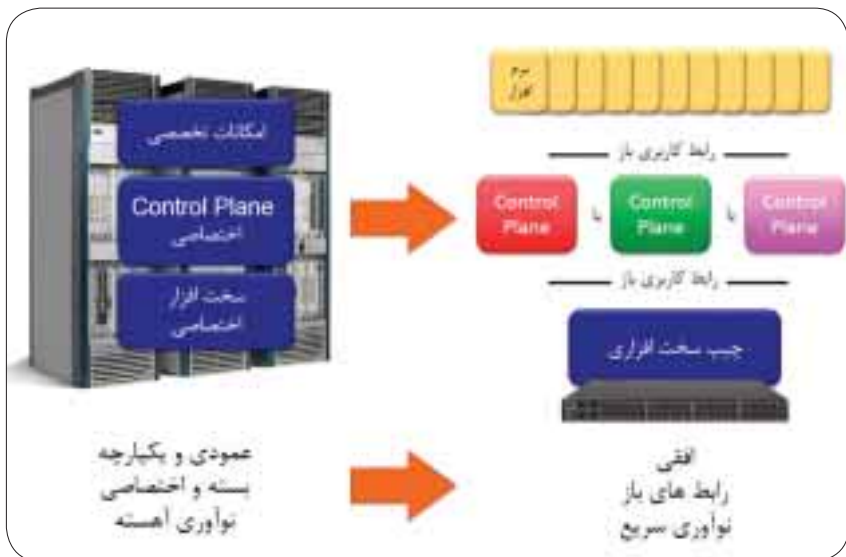 امکانات تخصصی
Control Plane
اختصاصی
سخت افزار
اختصاصی
عمودی و یکپارچه
بسته و اختصاصی
نوآوری آهسته
نرم
افزار
رابط کاربری باز
Control
Plane
یا
Control
Plane
یا
Control
Plane
رابط کاربری باز
چیپ سخت افزاری
افقی
رابط های باز
نوآوری سریع